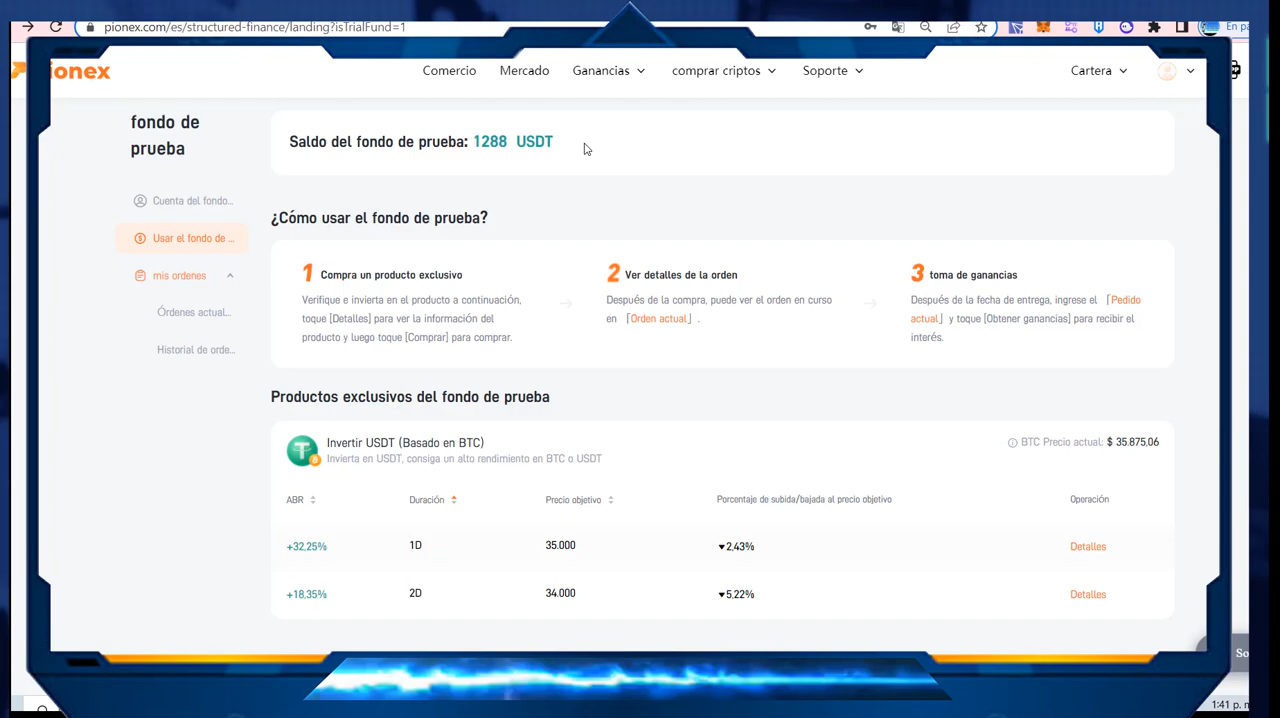 pionex.com/es/structured-finance/landing?isTrialFund=1
En pa
ionex
Comercio
Mercado
Ganancias
comprar criptos
Soporte
Cartera
fondo de
prueba
Saldo del fondo de prueba: 1288 USDT
Cuenta del fondo...
Usar el fondo de ...
mis ordenes
Órdenes actual...
Historial de orde...
¿Cómo usar el fondo de prueba?
1 Compra un producto exclusivo
Verifique e invierta en el producto a continuación,
toque [Detalles] para ver la información del
producto y luego toque [Comprar] para comprar.
2 Ver detalles de la orden
Después de la compra, puede ver el orden en curso
en 「Orden actual」 .
3 toma de ganancias
Después de la fecha de entrega, ingrese el 「Pedido
actual」 y toque [Obtener ganancias] para recibir el
interés.
Productos exclusivos del fondo de prueba
Invertir USDT (Basado en BTC)
Invierta en USDT, consiga un alto rendimiento en BTC o USDT
BTC Precio actual: $ 35.875,06
ABR
Duración
Precio objetivo
Porcentaje de subida/bajada al precio objetivo
Operación
+32,25%
1D
35.000
▼2,43%
Detalles
+18,35%
2D
34.000
▼5,22%
Detalles
So
1:41 p. n